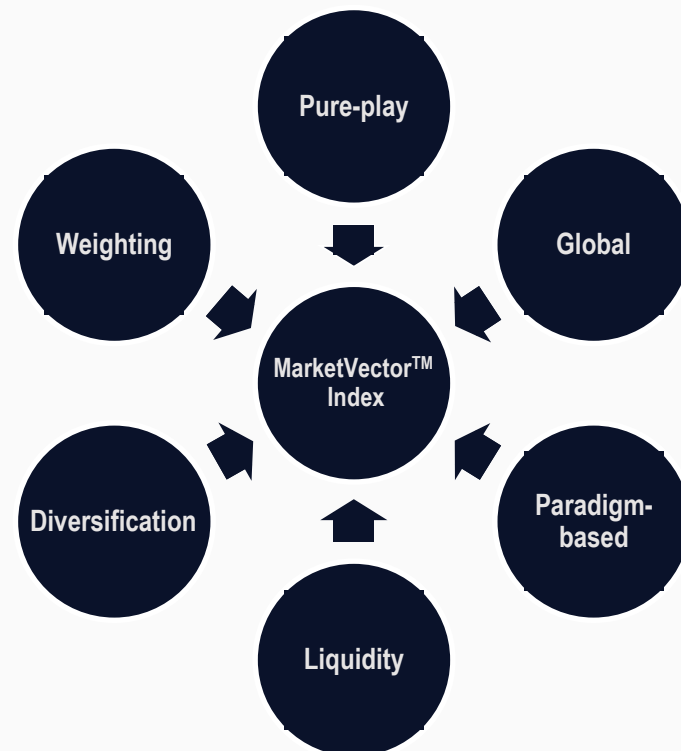 Pure-play
Weighting
Global
MarketVector™
Index
Diversification
Paradigm-
based
Liquidity